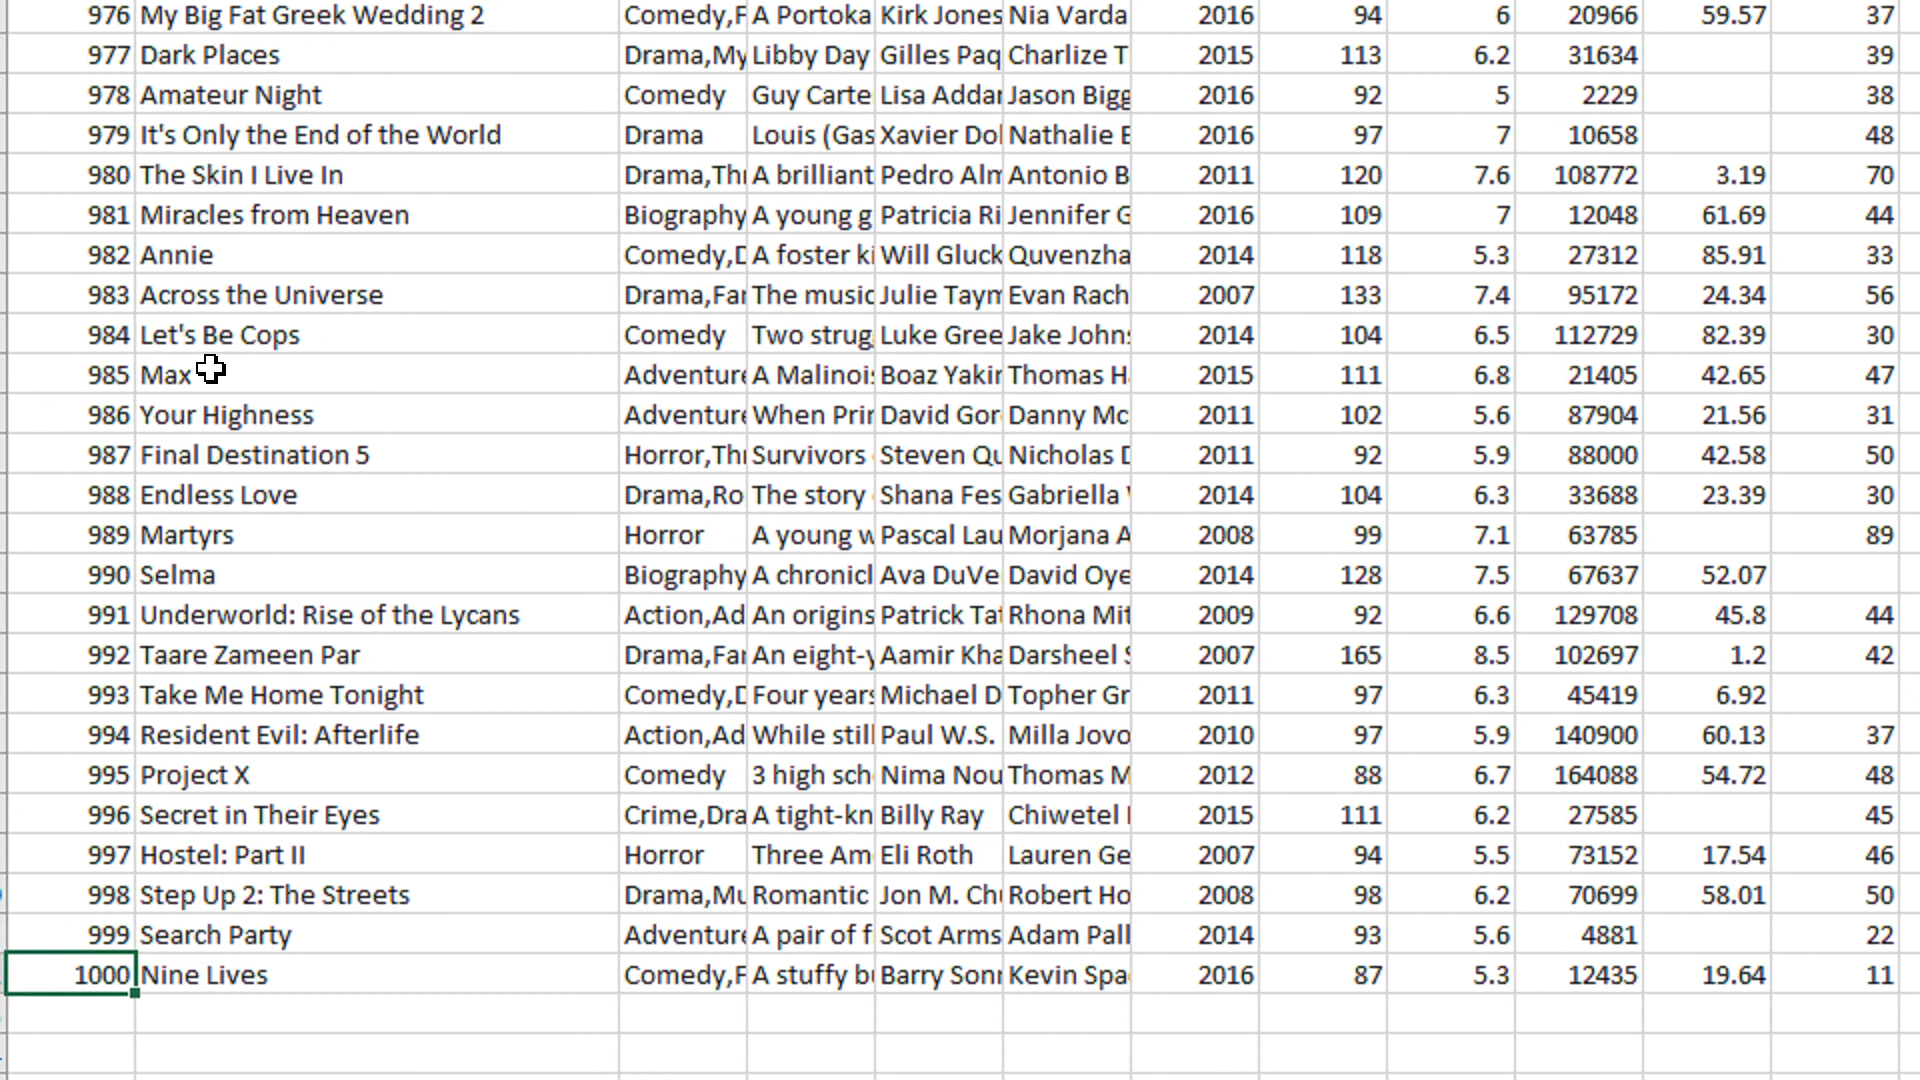 976 My Big Fat Greek Wedding 2 Comedy,F A Portoka Kirk Jones Nia Varda 2016 94 6 20966 59.57 37
977 Dark Places Drama,My Libby Day Gilles Paq Charlize T 2015 113 6.2 31634 39
978 Amateur Night Comedy Guy Carte Lisa Addar Jason Bigg 2016 92 5 2229 38
979 It's Only the End of the World Drama Louis (Gas Xavier Dol Nathalie B 2016 97 7 10658 48
980 The Skin I Live In Drama,Thr A brilliant Pedro Alm Antonio B 2011 120 7.6 108772 3.19 70
981 Miracles from Heaven Biography A young g Patricia Ri Jennifer G 2016 109 7 12048 61.69 44
982 Annie Comedy,D A foster ki Will Gluck Quvenzha 2014 118 5.3 27312 85.91 33
983 Across the Universe Drama,Fan The music Julie Taym Evan Rach 2007 133 7.4 95172 24.34 56
984 Let's Be Cops Comedy Two strug Luke Gree Jake Johns 2014 104 6.5 112729 82.39 30
985 Max Adventure A Malinois Boaz Yakin Thomas Ha 2015 111 6.8 21405 42.65 47
986 Your Highness Adventure When Prin David Gor Danny Mc 2011 102 5.6 87904 21.56 31
987 Final Destination 5 Horror,Thr Survivors Steven Qu Nicholas D 2011 92 5.9 88000 42.58 50
988 Endless Love Drama,Ro The story Shana Fes Gabriella 2014 104 6.3 33688 23.39 30
989 Martyrs Horror A young w Pascal Lau Morjana A 2008 99 7.1 63785 89
990 Selma Biography A chronicl Ava DuVe David Oye 2014 128 7.5 67637 52.07
991 Underworld: Rise of the Lycans Action,Ad An origins Patrick Tat Rhona Mit 2009 92 6.6 129708 45.8 44
992 Taare Zameen Par Drama,Fan An eight-y Aamir Kha Darsheel S 2007 165 8.5 102697 1.2 42
993 Take Me Home Tonight Comedy,D Four years Michael D Topher Gr 2011 97 6.3 45419 6.92
994 Resident Evil: Afterlife Action,Ad While still Paul W.S. Milla Jovo 2010 97 5.9 140900 60.13 37
995 Project X Comedy 3 high sch Nima Nou Thomas M 2012 88 6.7 164088 54.72 48
996 Secret in Their Eyes Crime,Dra A tight-kn Billy Ray Chiwetel 2015 111 6.2 27585 45
997 Hostel: Part II Horror Three Ame Eli Roth Lauren Ge 2007 94 5.5 73152 17.54 46
998 Step Up 2: The Streets Drama,Mu Romantic Jon M. Chu Robert Ho 2008 98 6.2 70699 58.01 50
999 Search Party Adventure A pair of f Scot Arms Adam Pall 2014 93 5.6 4881 22
1000 Nine Lives Comedy,F A stuffy bu Barry Sonn Kevin Spa 2016 87 5.3 12435 19.64 11